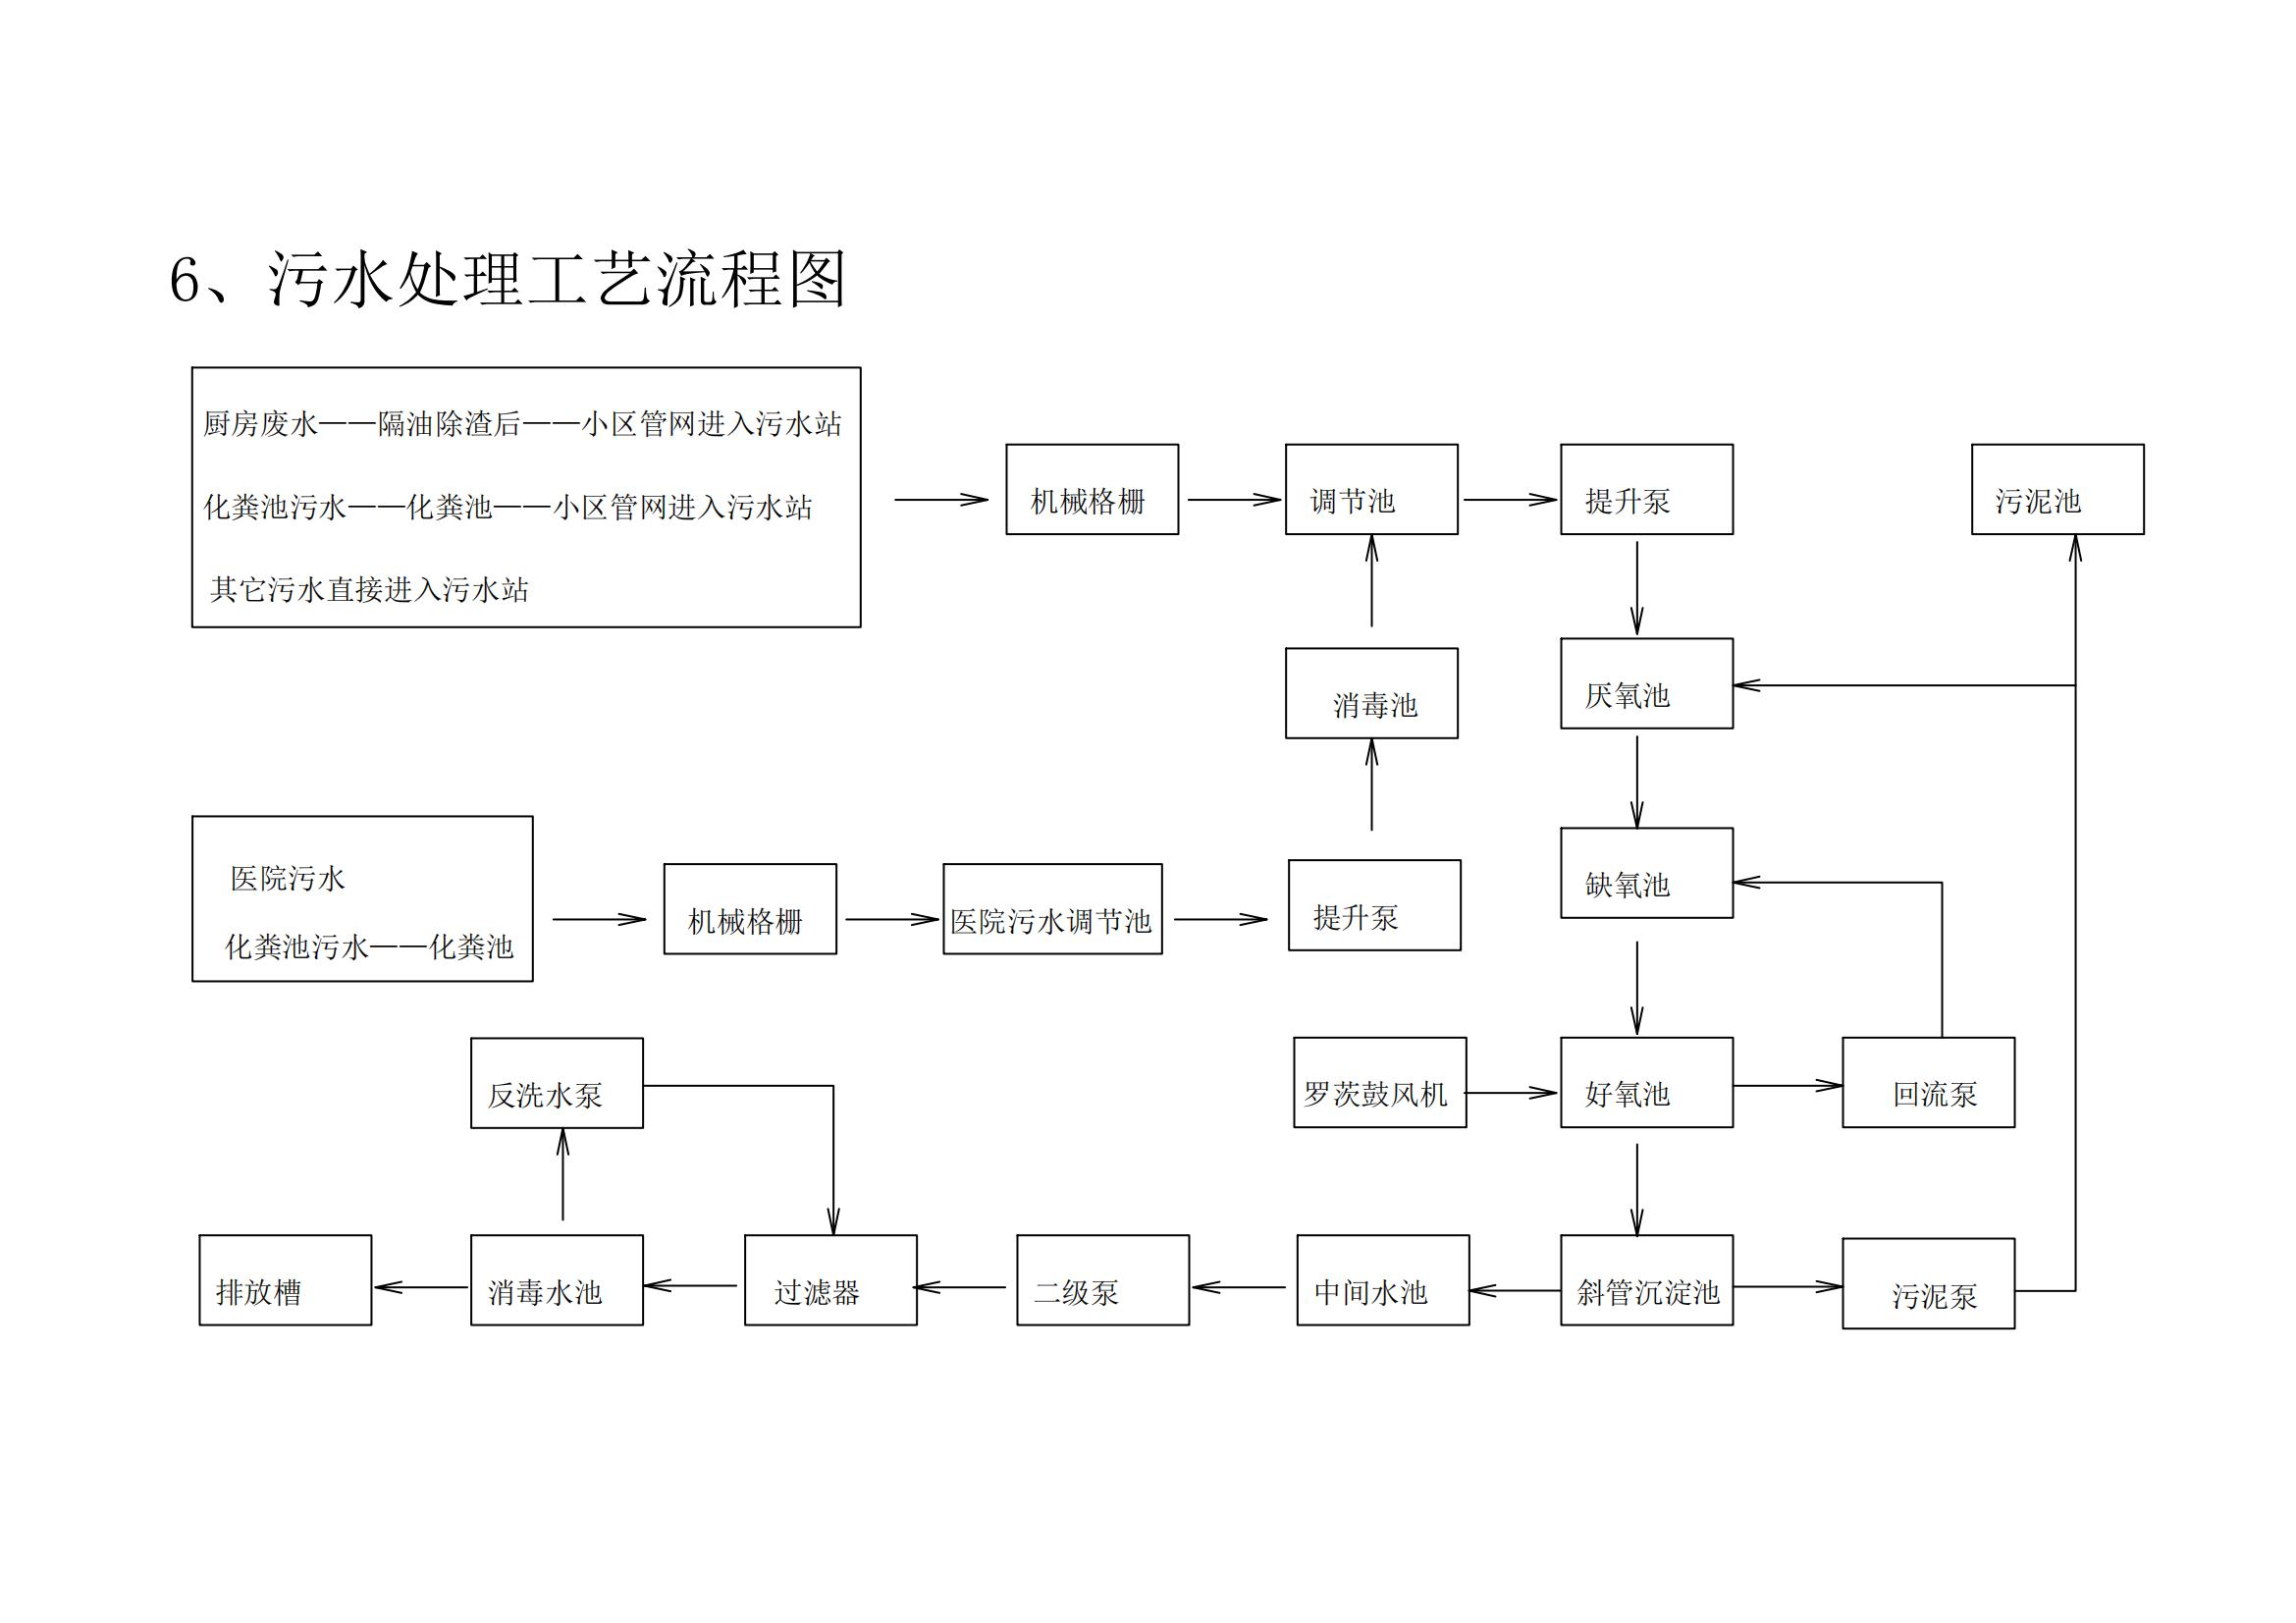 6、污水处理工艺流程图
厨房废水——隔油除渣后——小区管网进入污水站
化粪池污水——化粪池——小区管网进入污水站
其它污水直接进入污水站
机械格栅
调节池
提升泵
污泥池
消毒池
厌氧池
医院污水
化粪池污水——化粪池
机械格栅
医院污水调节池
提升泵
缺氧池
反洗水泵
罗茨鼓风机
好氧池
回流泵
排放槽
消毒水池
过滤器
二级泵
中间水池
斜管沉淀池
污泥泵